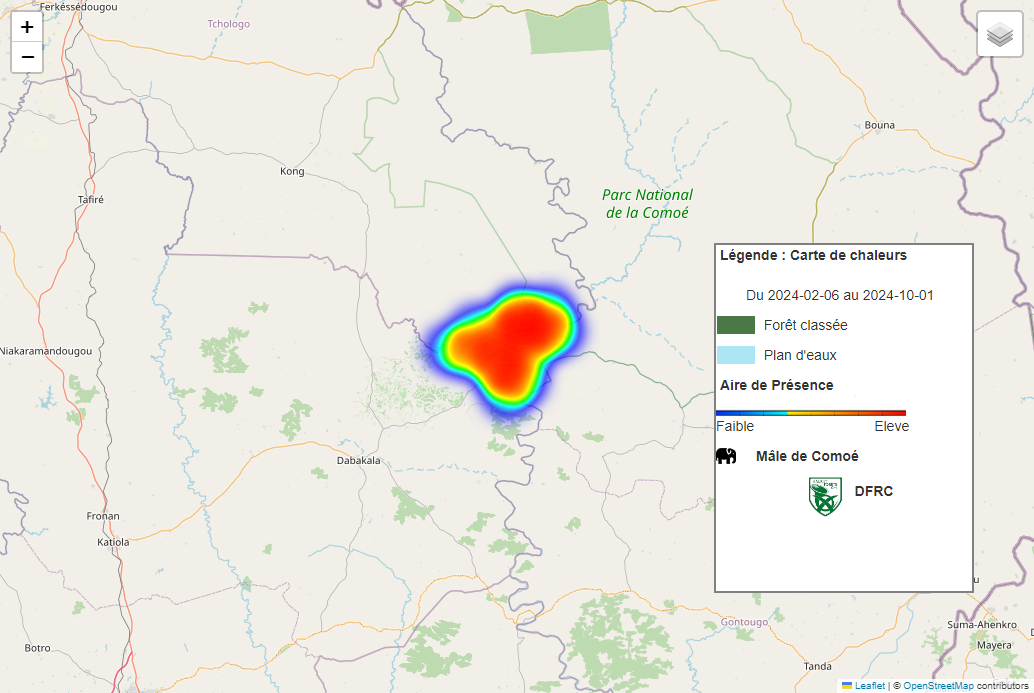 Ferkessédougou
+
−
Tchologo
Bouna
Kong
Parc National
de la Comoé
Tafiré
Légende : Carte de chaleurs
Du 2024-02-06 au 2024-10-01
Forêt classée
Plan d'eaux
Niakaramandougou
Aire de Présence
Faible
Eleve
Mâle de Comoé
Dabakala
DFRC
Fronan
Katiola
Gontougo
Suma-Ahenkro
Mayera
Botro
Tanda
Leaflet | © OpenStreetMap contributors